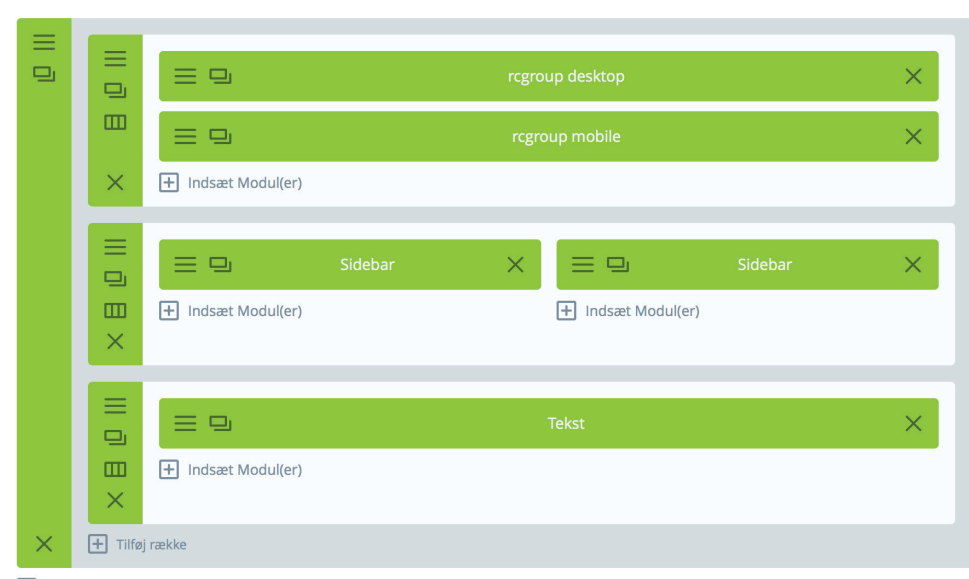 rcgroup desktop
rcgroup mobile
Indsæt Modul(er)
Sidebar
Sidebar
Indsæt Modul(er)
Indsæt Modul(er)
Tekst
Indsæt Modul(er)
Tilføj række